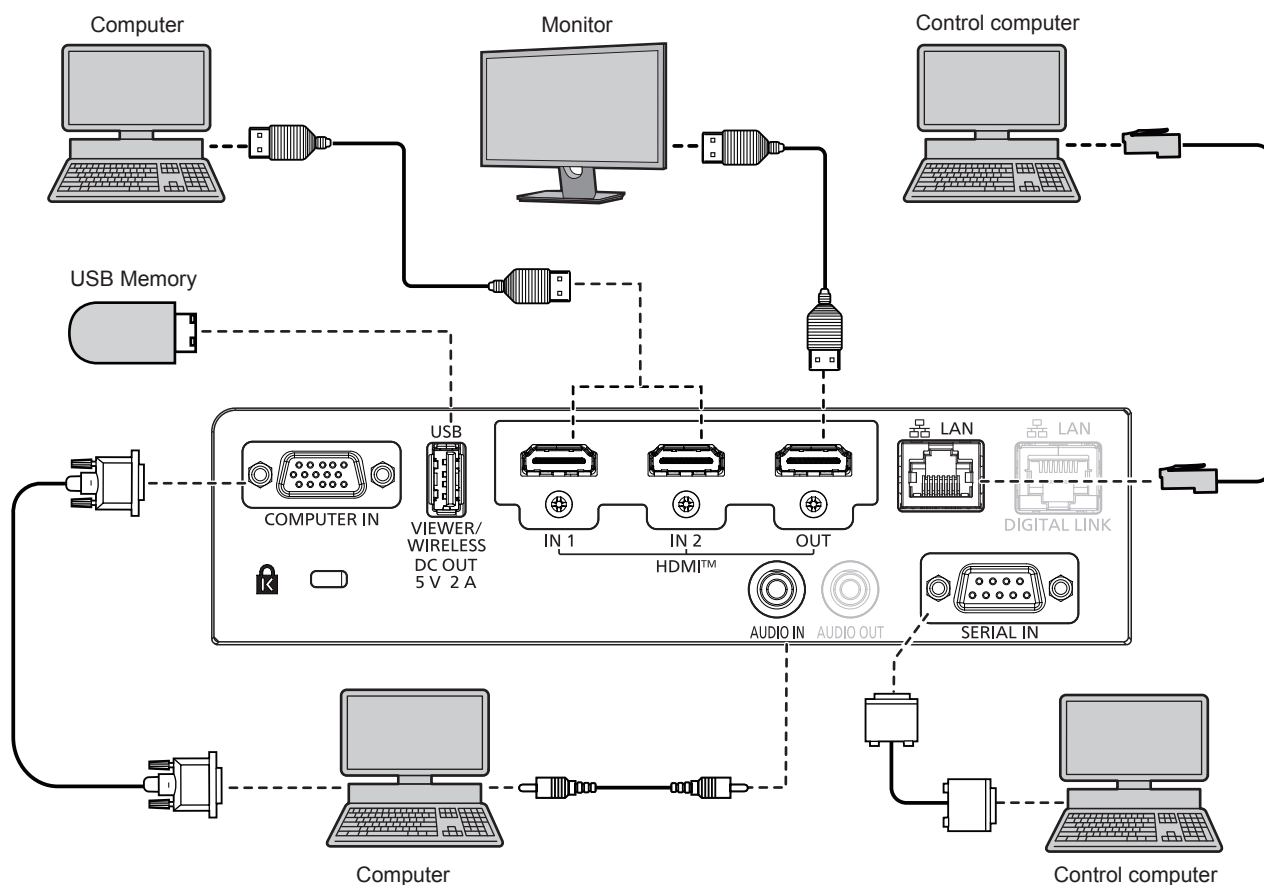 Computer
Monitor
Control computer
USB Memory
USB
LAN
LAN
COMPUTER IN
VIEWER/
WIRELESS
DC OUT
5 V 2 A
IN 1
IN 2
OUT
HDMI™
DIGITAL LINK
K
AUDIO IN
AUDIO OUT
SERIAL IN
Computer
Control computer